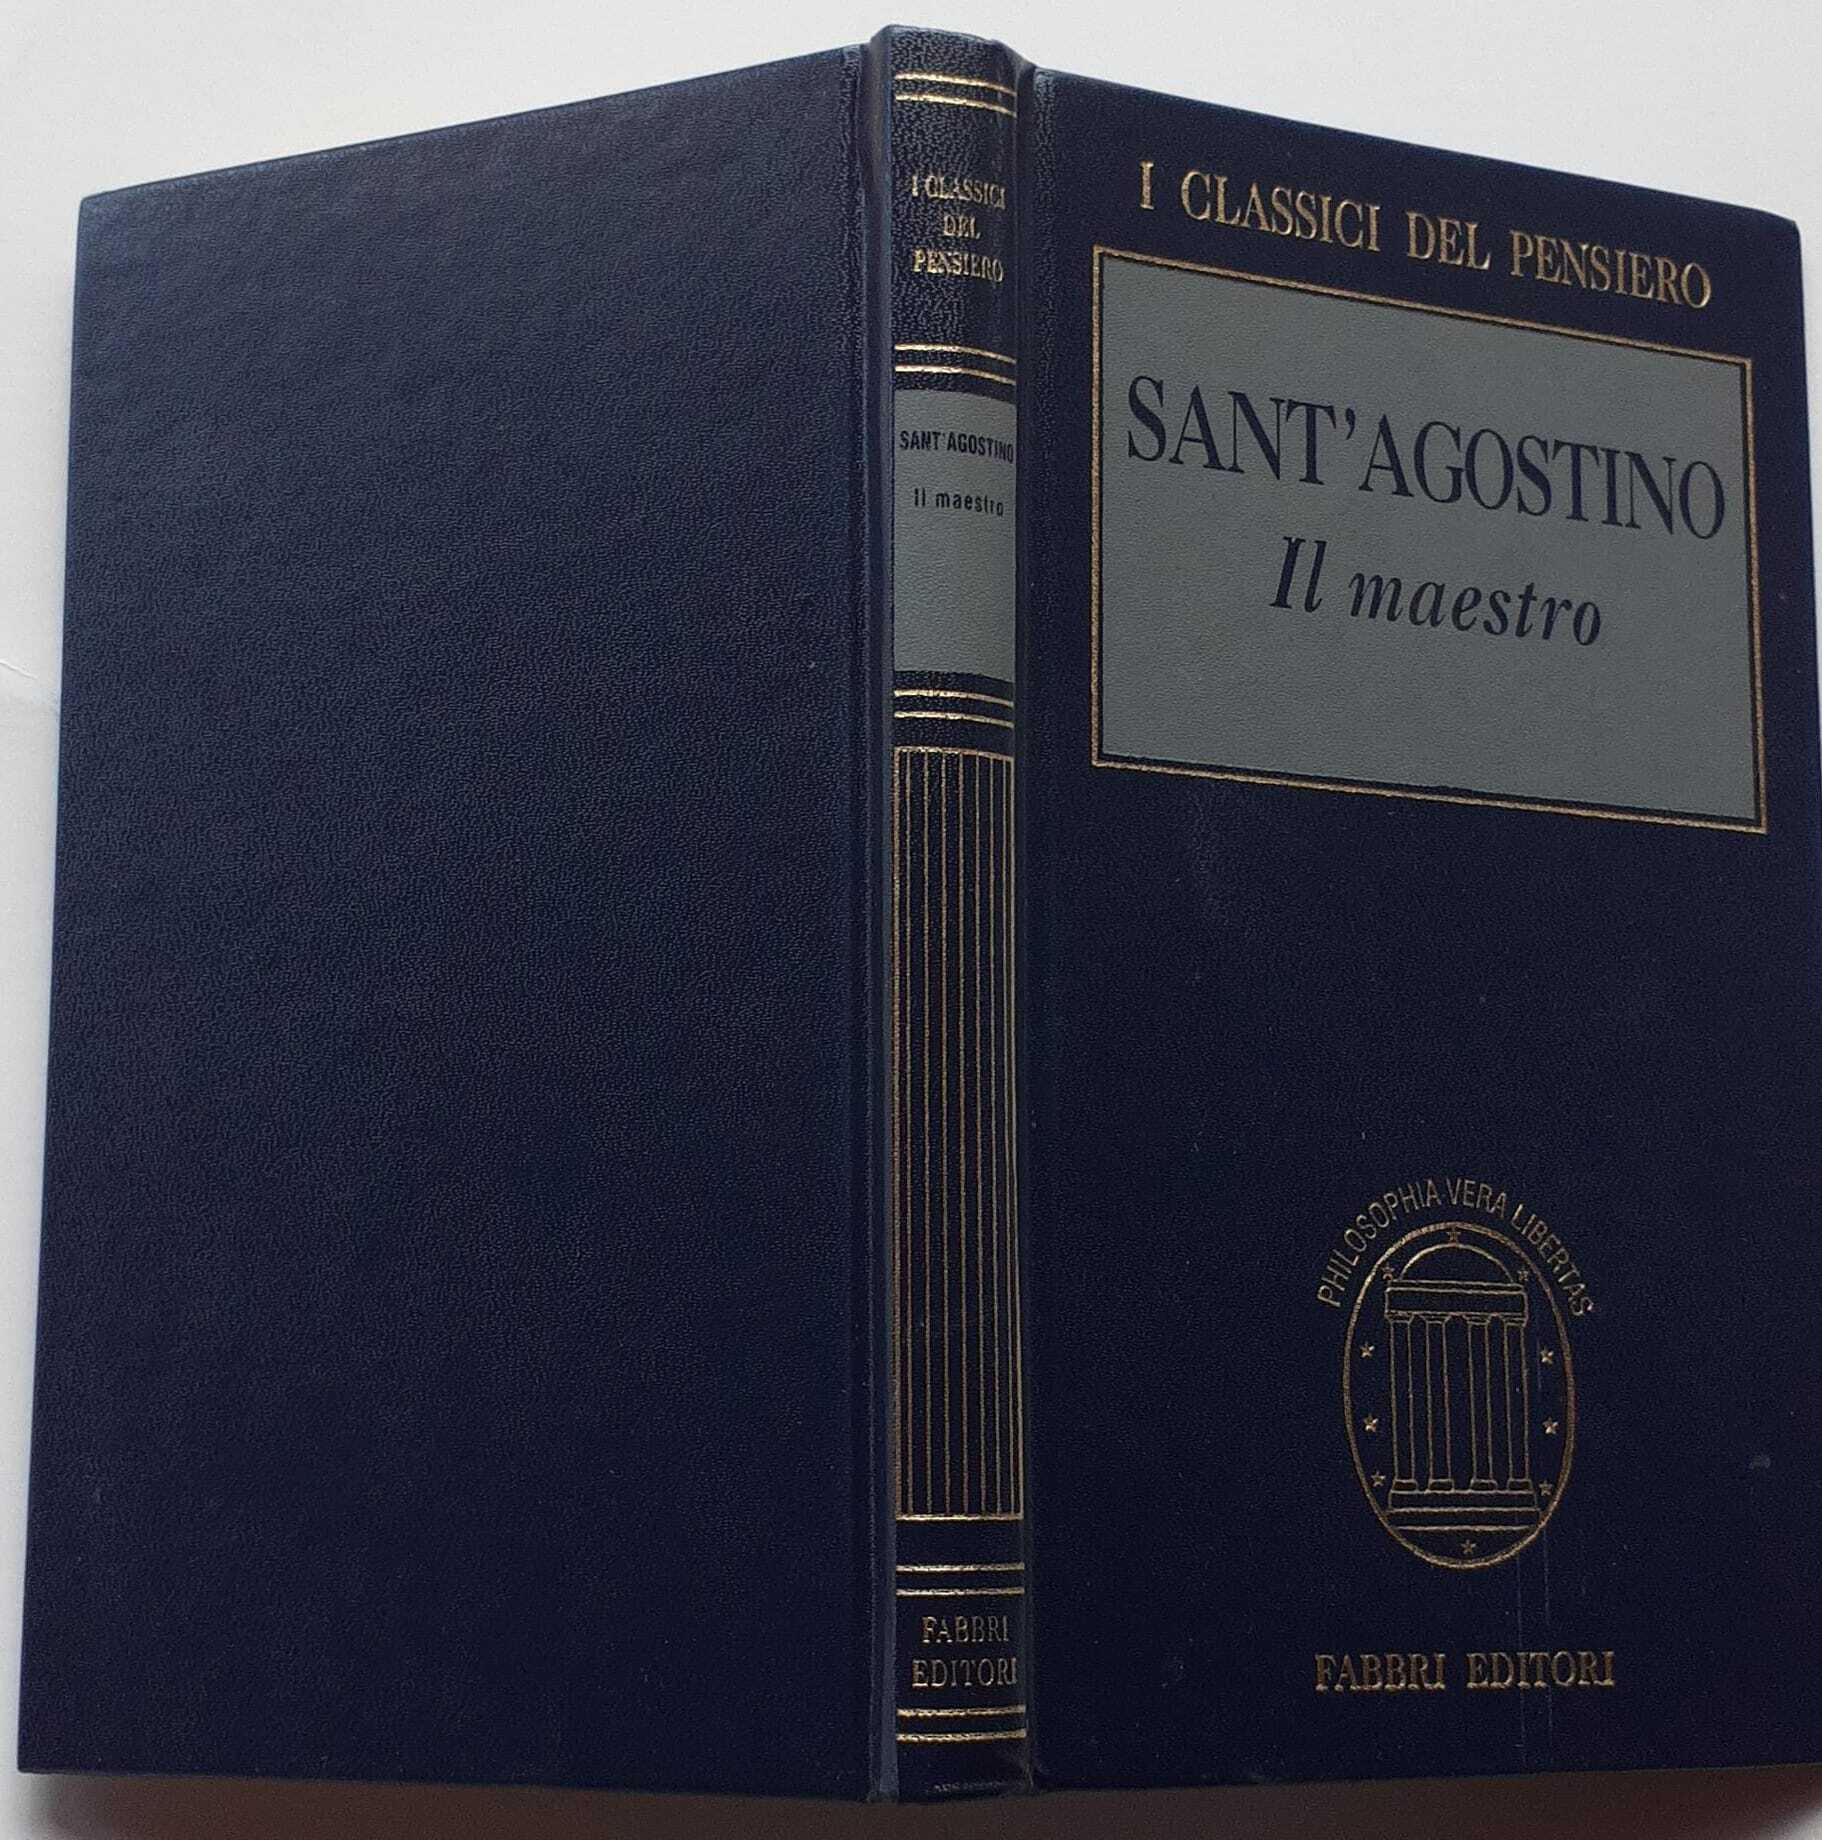 I CLASSICI
DEL
PENSIERO
SANT'AGOSTINO
Il maestro
FABBRI
EDITORI
I CLASSICI DEL PENSIERO
SANT'AGOSTINO
Il maestro
PHILOSOPHIA VERA LIBERTAS
FABBRI EDITORI